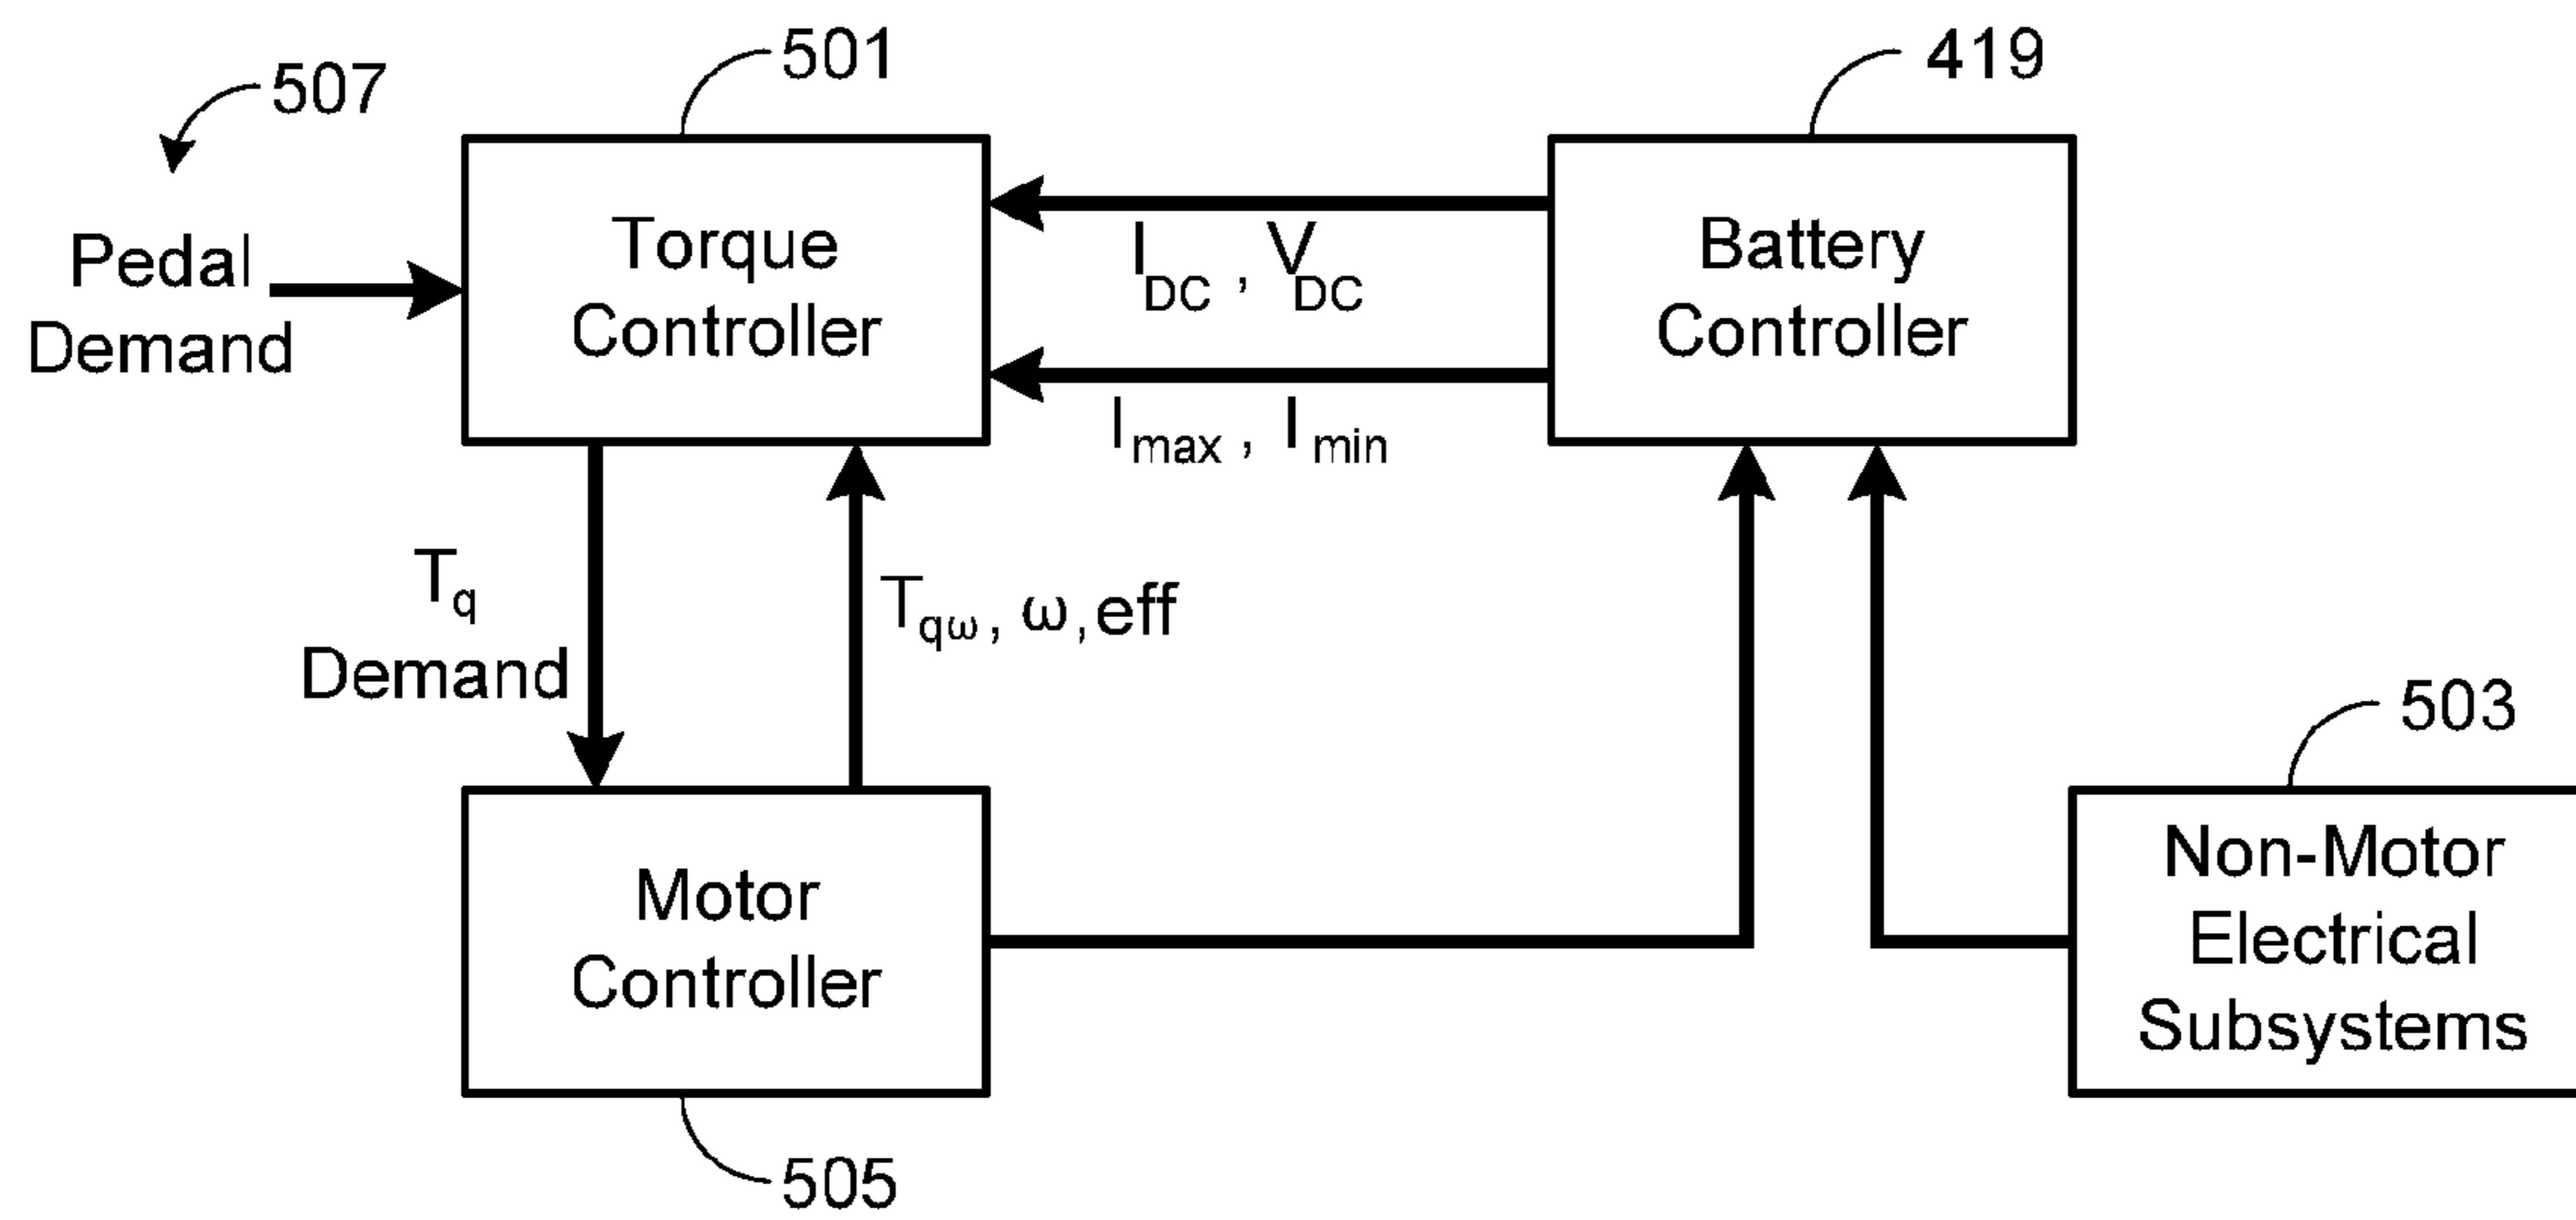 507
501
419
Pedal
Demand
Torque
Controller
I_DC , V_DC
I_max , I_min
Battery
Controller
T_q
Demand
T_qω, ω, eff
503
Motor
Controller
Non-Motor
Electrical
Subsystems
505